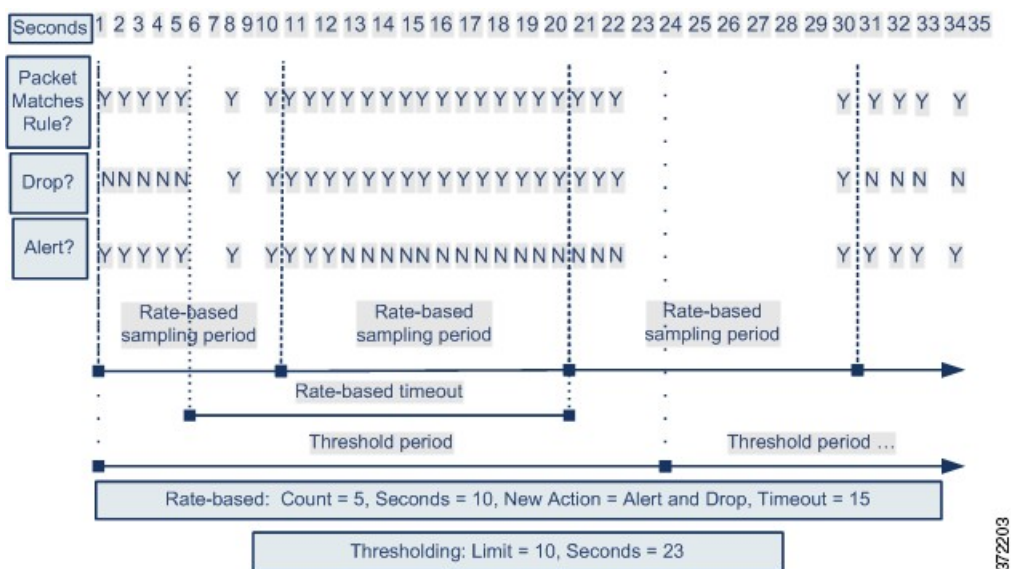 Seconds 1 2 3 4 5 6 7 8 9 10 11 12 13 14 15 16 17 18 19 20 21 22 23 24 25 26 27 28 29 30 31 32 33 34 35
Packet
Matches
Rule?
Y Y Y Y Y Y Y Y Y Y Y Y Y Y Y Y Y Y Y Y Y Y Y Y Y Y Y Y Y Y
Drop?
N N N N N Y Y Y Y Y Y Y Y Y Y Y Y Y Y Y Y Y Y Y Y Y N N N N
Alert?
Y Y Y Y Y Y Y Y Y Y N N N N N N N N N N N N N N N Y Y Y Y Y
Rate-based
sampling period
Rate-based
sampling period
Rate-based
sampling period
Rate-based timeout
Threshold period
Threshold period ...
Rate-based: Count = 5, Seconds = 10, New Action = Alert and Drop, Timeout = 15
Thresholding: Limit = 10, Seconds = 23
372203